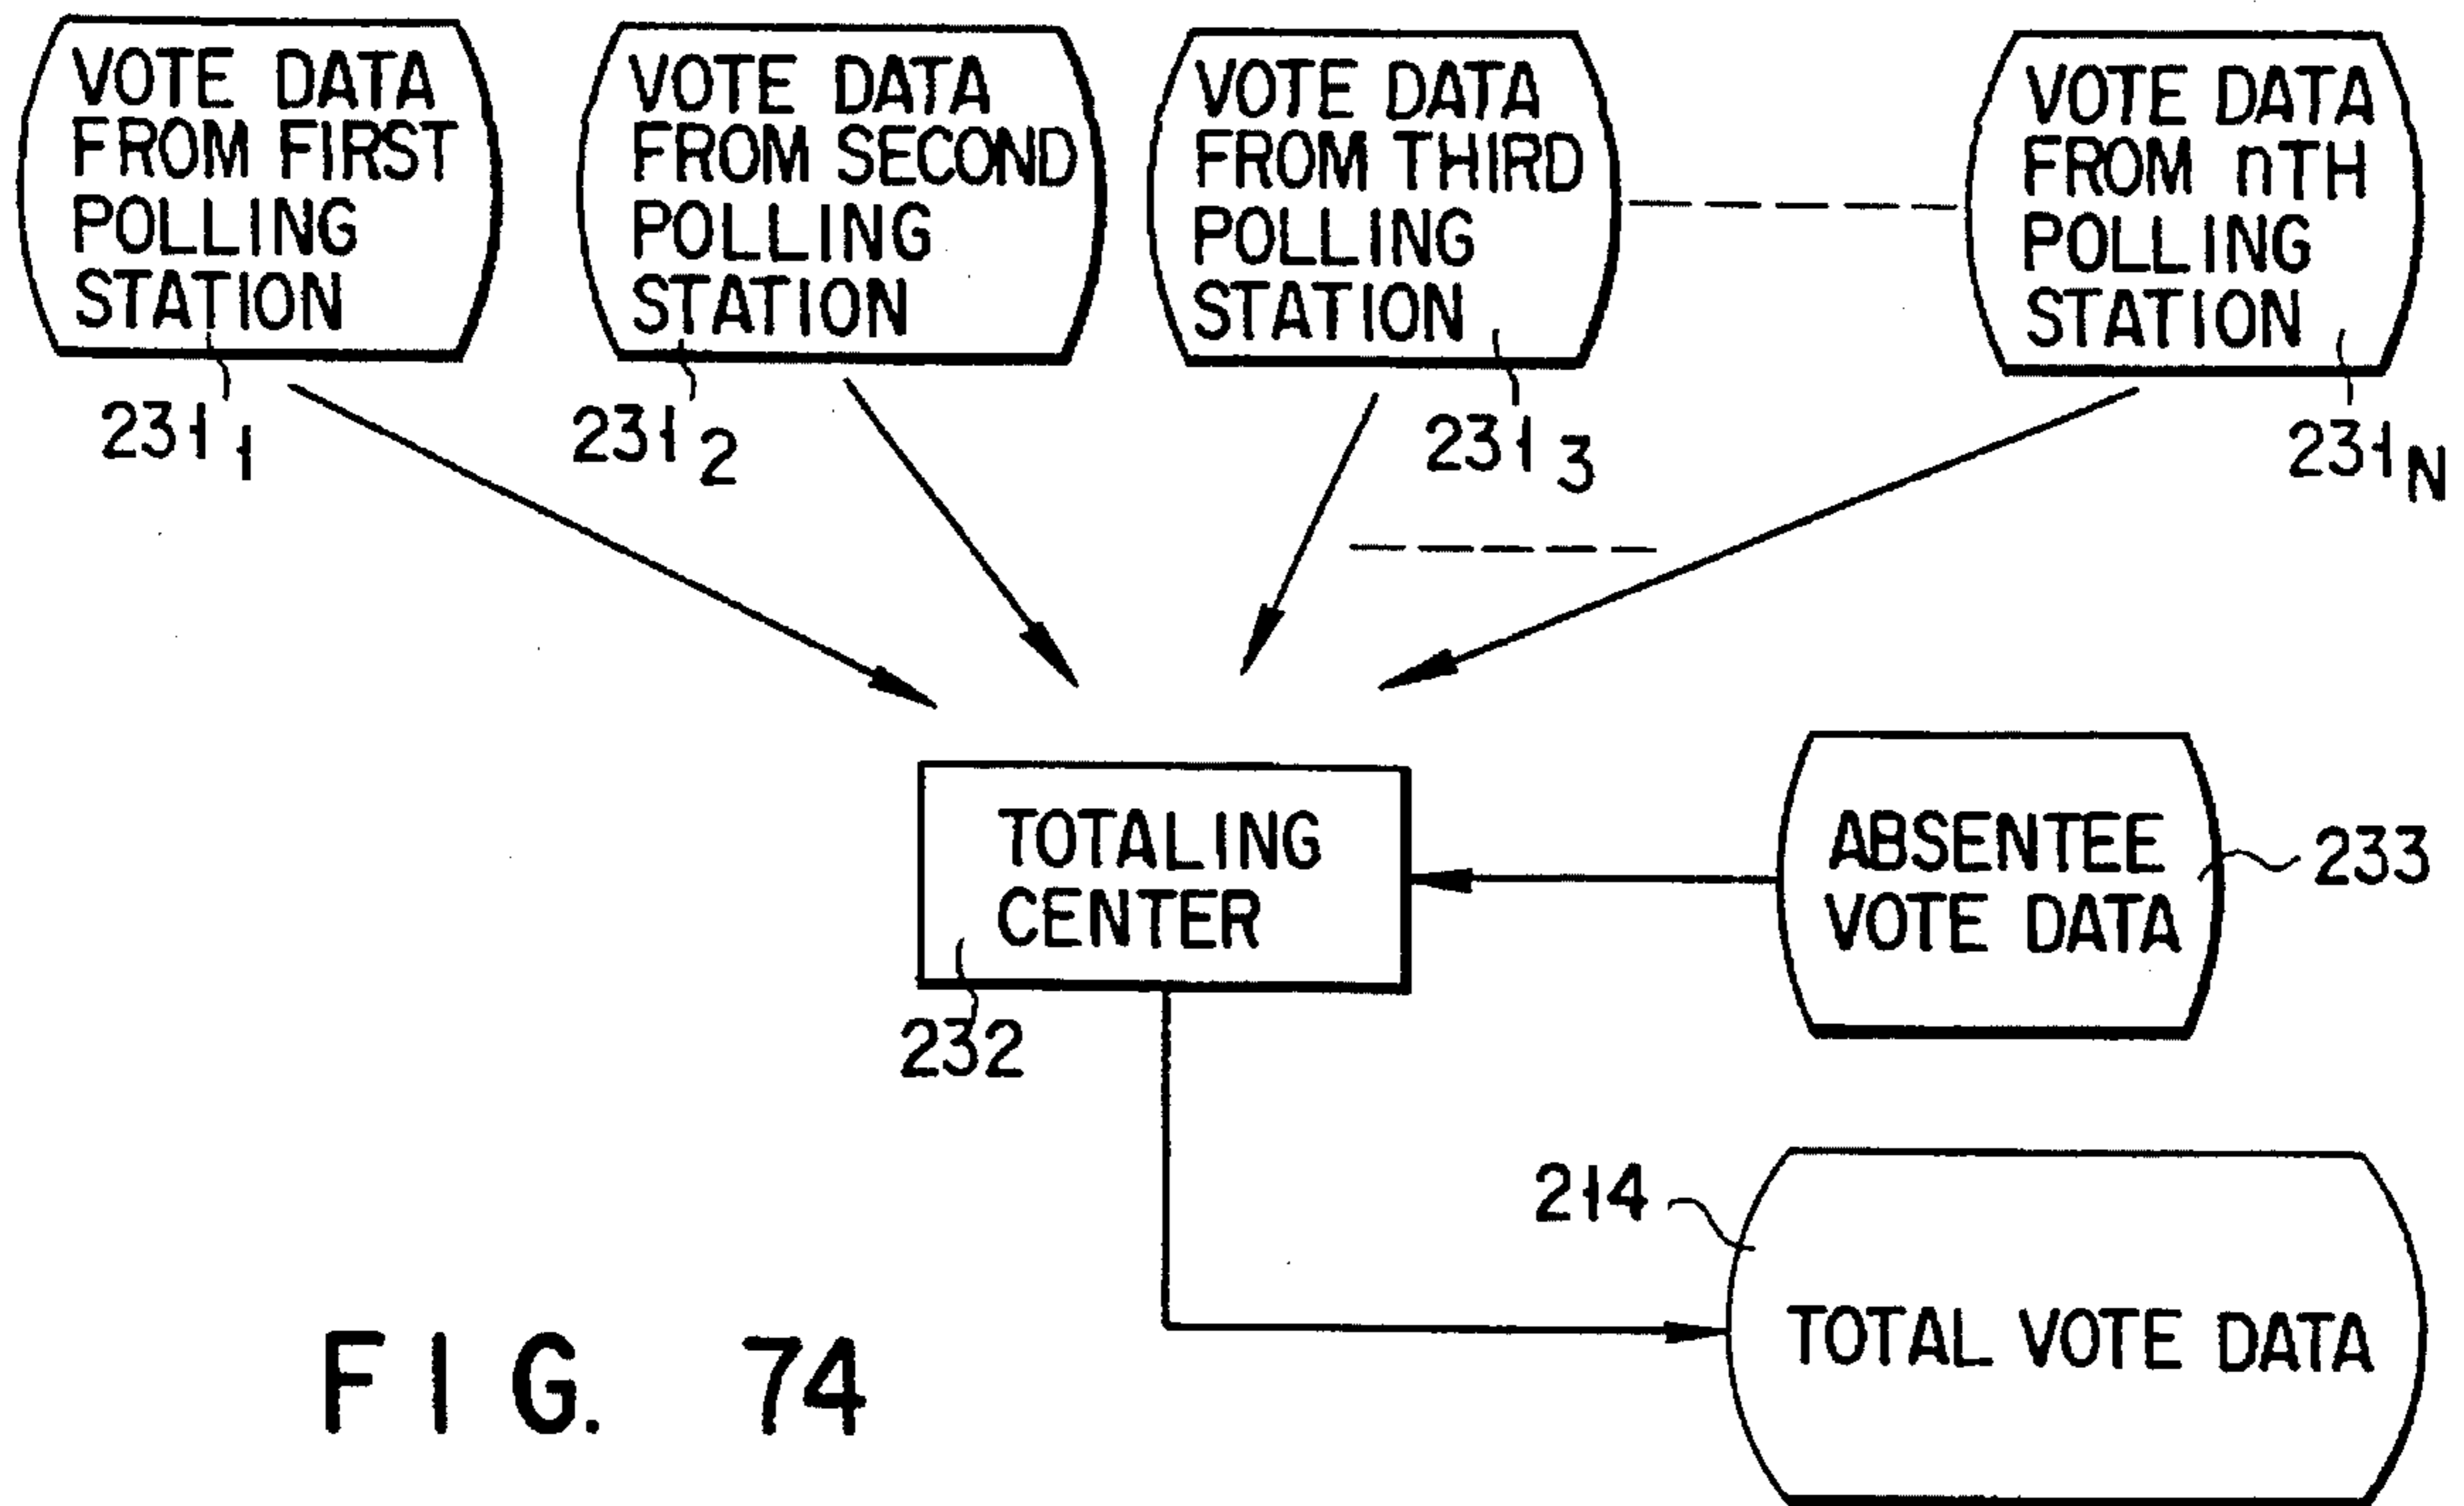 VOTE DATA
FROM FIRST
POLLING
STATION
VOTE DATA
FROM SECOND
POLLING
STATION
VOTE DATA
FROM THIRD
POLLING
STATION
VOTE DATA
FROM nTH
POLLING
STATION
231₁
231₂
231₃
231N
TOTALING
CENTER
232
ABSENTEE
VOTE DATA
233
214
TOTAL VOTE DATA
FIG. 74